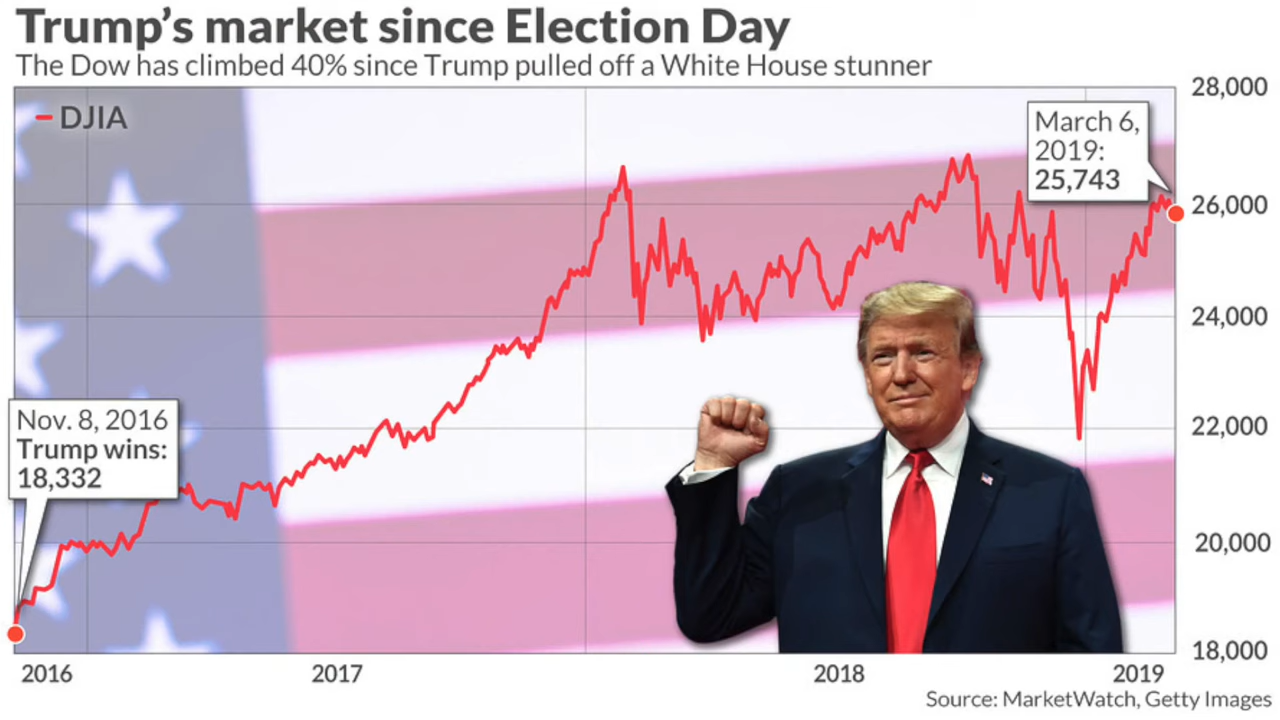 Trump's market since Election Day
The Dow has climbed 40% since Trump pulled off a White House stunner
DJIA
28,000
March 6,
2019:
25,743
26,000
24,000
Nov. 8, 2016
Trump wins:
18,332
22,000
20,000
18,000
2016 2017 2018 2019
Source: MarketWatch, Getty Images